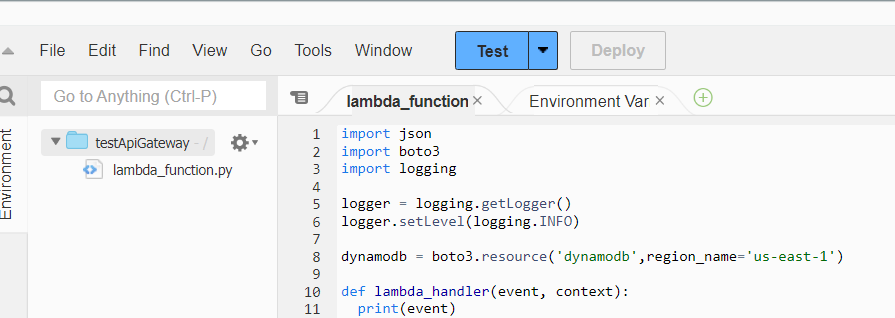 File Edit Find View Go Tools Window Test Deploy
Go to Anything (Ctrl-P)
lambda_function × Environment Var ×
Environment
testApiGateway - /
lambda_function.py
1 import json
2 import boto3
3 import logging
4
5 logger = logging.getLogger()
6 logger.setLevel(logging.INFO)
7
8 dynamodb = boto3.resource('dynamodb',region_name='us-east-1')
9
10 def lambda_handler(event, context):
11 print(event)